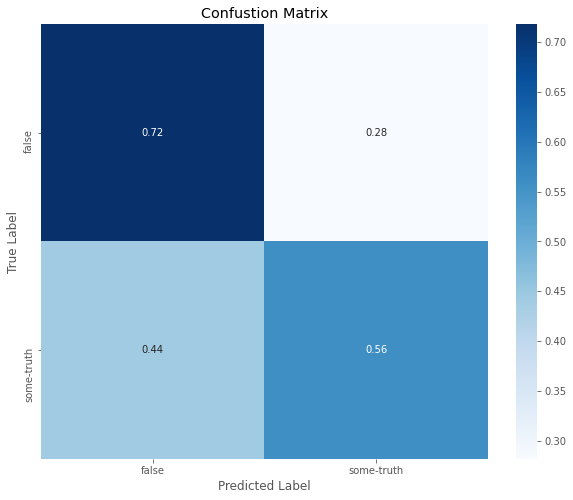 Confustion Matrix
0.72
0.28
0.44
0.56
false
some-truth
True Label
false
some-truth
Predicted Label
0.70
0.65
0.60
0.55
0.50
0.45
0.40
0.35
0.30